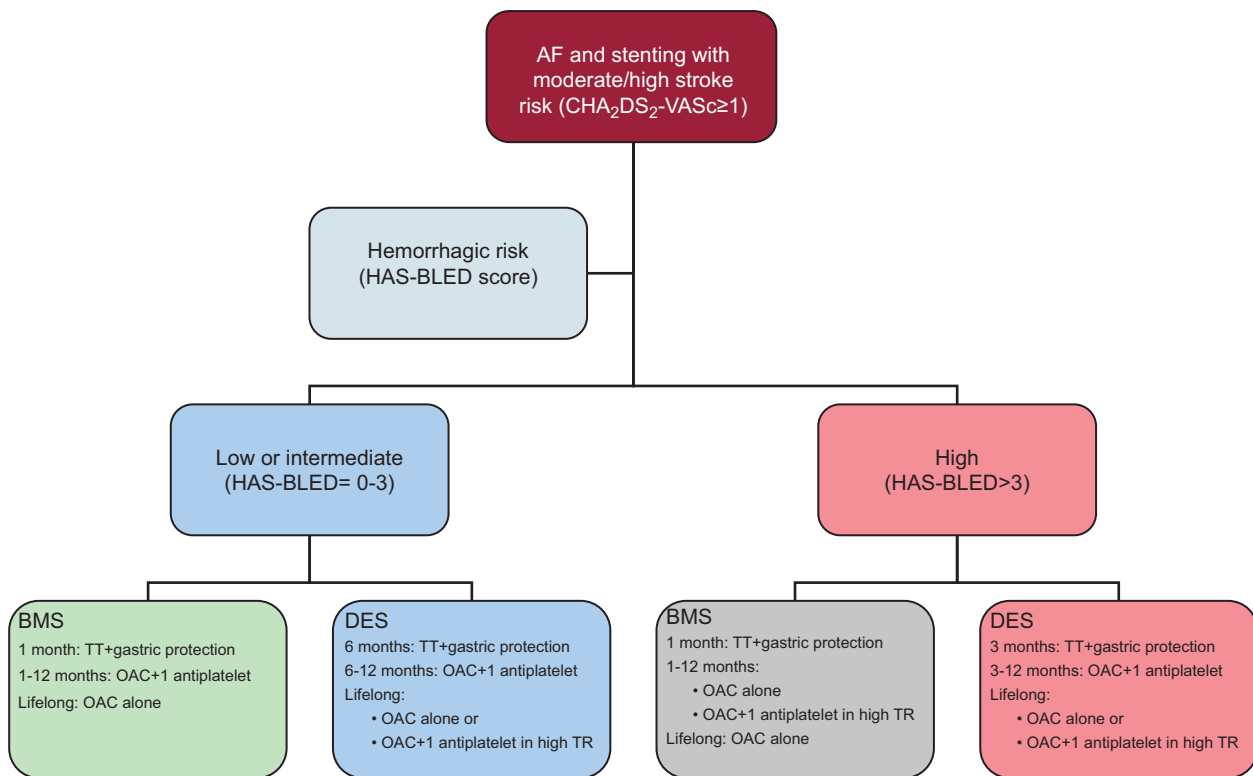 AF and stenting with
moderate/high stroke
risk (CHA₂DS₂-VASc≥1)
Hemorrhagic risk
(HAS-BLED score)
Low or intermediate
(HAS-BLED= 0-3)
High
(HAS-BLED>3)
BMS
1 month: TT+gastric protection
1-12 months: OAC+1 antiplatelet
Lifelong: OAC alone
DES
6 months: TT+gastric protection
6-12 months: OAC+1 antiplatelet
Lifelong:
• OAC alone or
• OAC+1 antiplatelet in high TR
BMS
1 month: TT+gastric protection
1-12 months:
• OAC alone
• OAC+1 antiplatelet in high TR
Lifelong: OAC alone
DES
3 months: TT+gastric protection
3-12 months: OAC+1 antiplatelet
Lifelong:
• OAC alone or
• OAC+1 antiplatelet in high TR